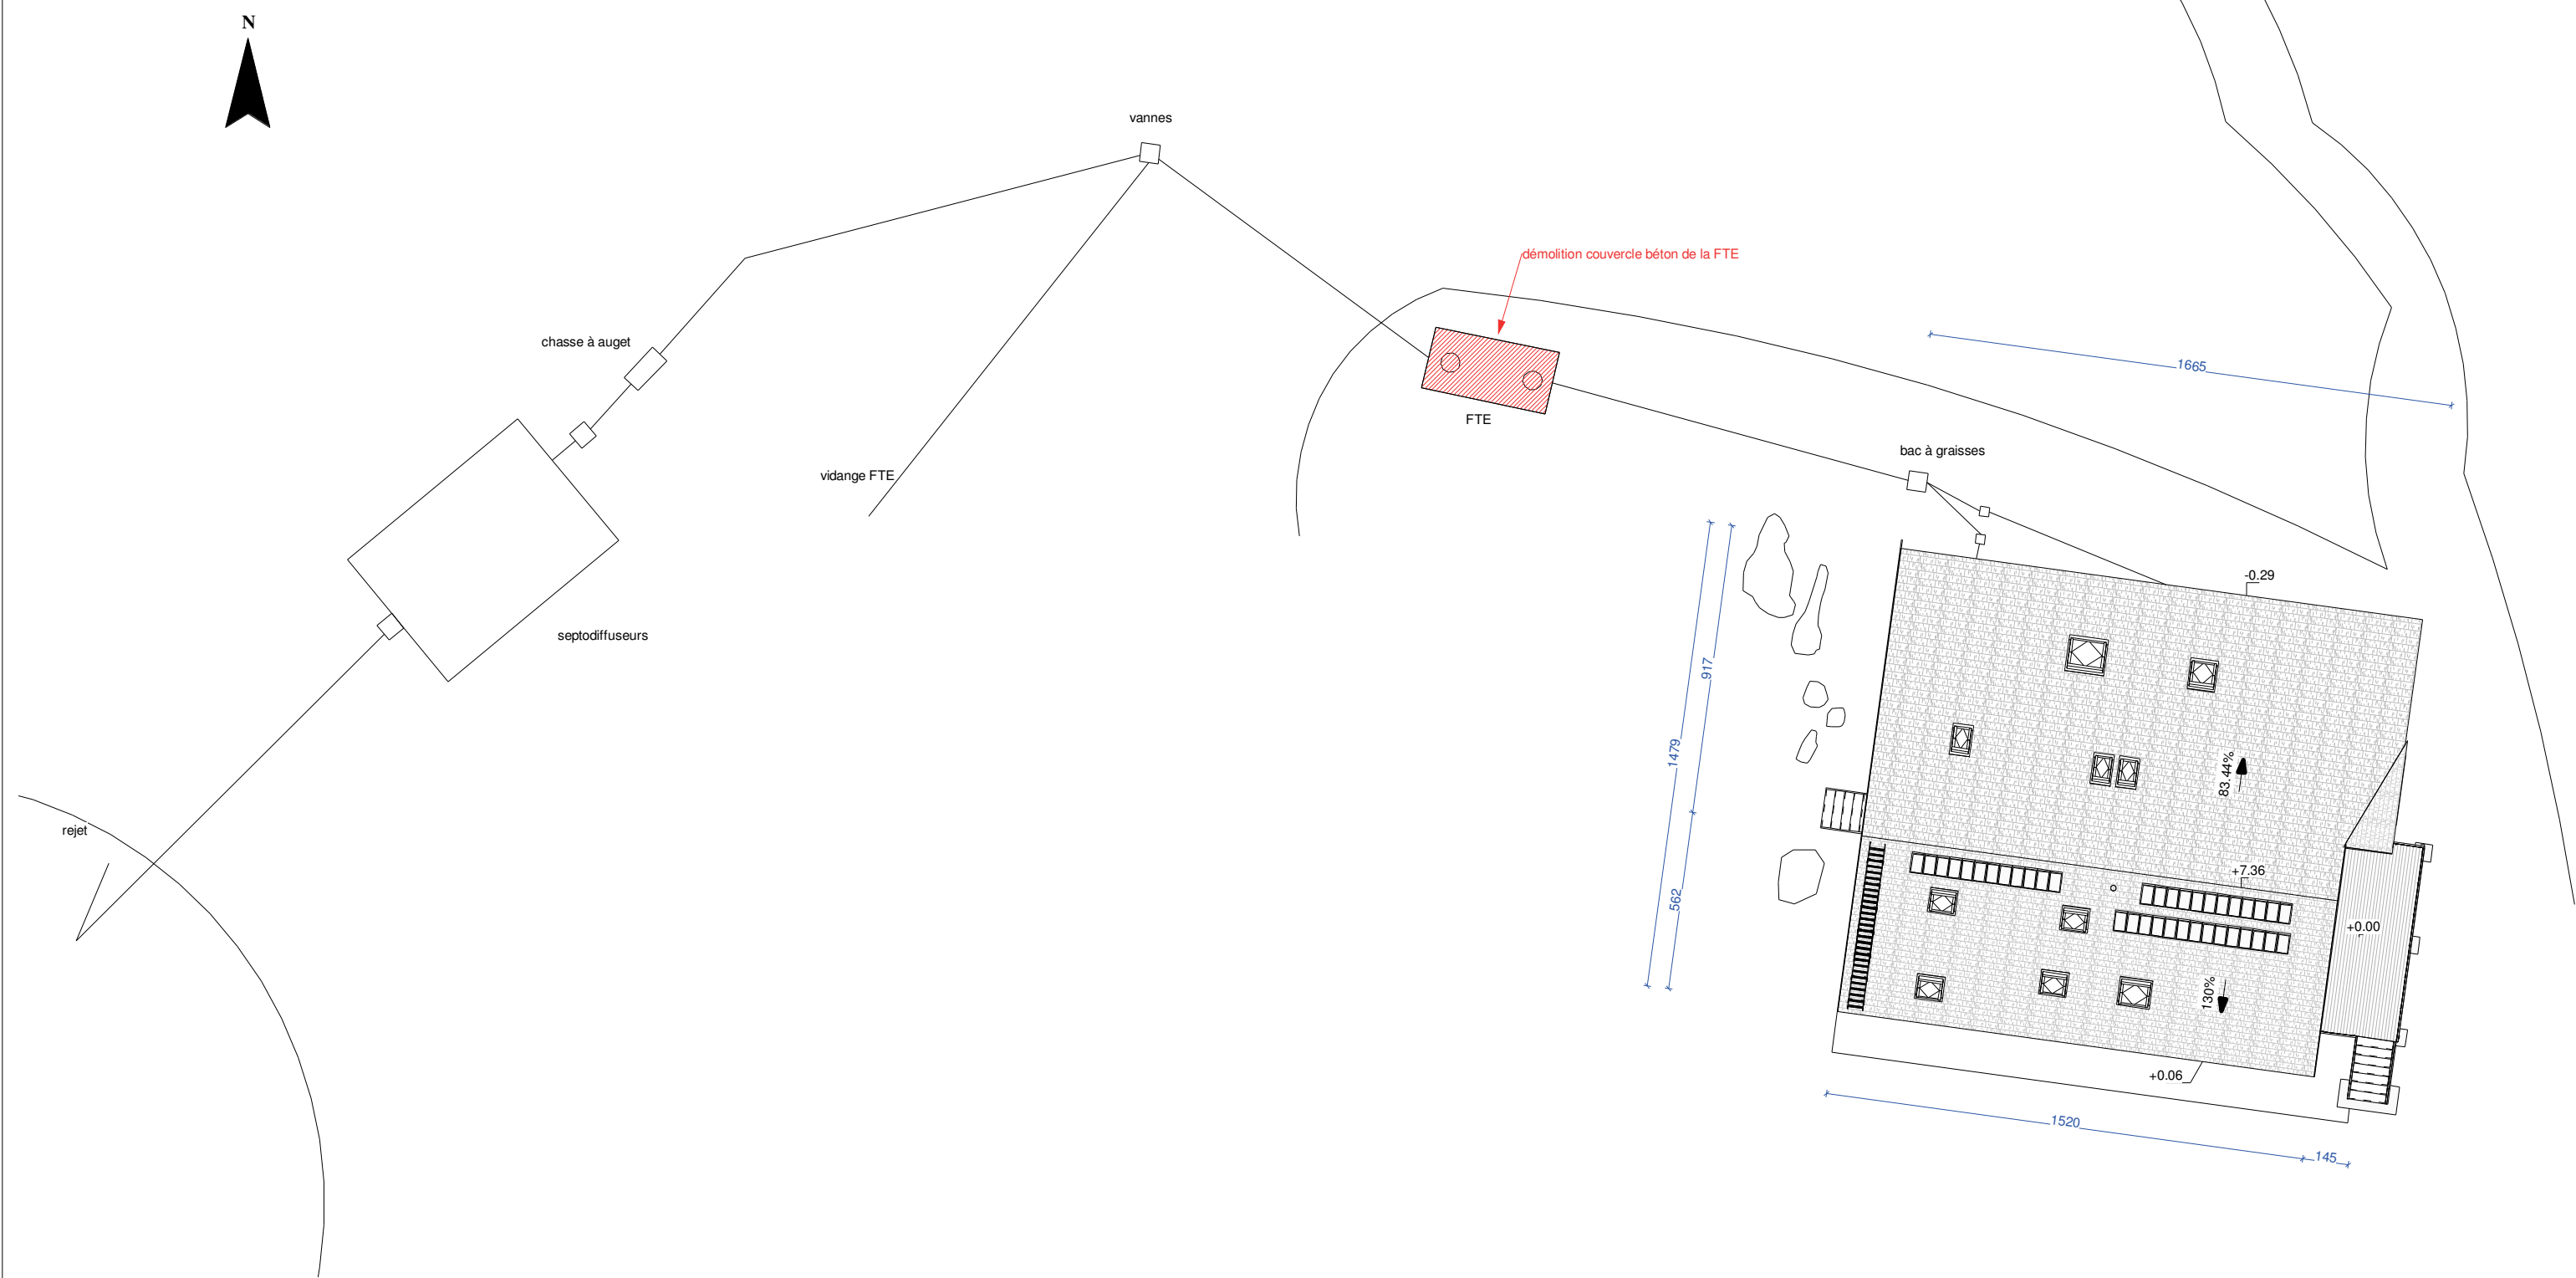 N
vannes
démolition couvercle béton de la FTE
chasse à auget
1665
FTE
bac à graisses
vidange FTE
-0.29
septodiffuseurs
917
1479
83.44%
rejet
+7.36
562
+0.00
130%
+0.06
1520
145